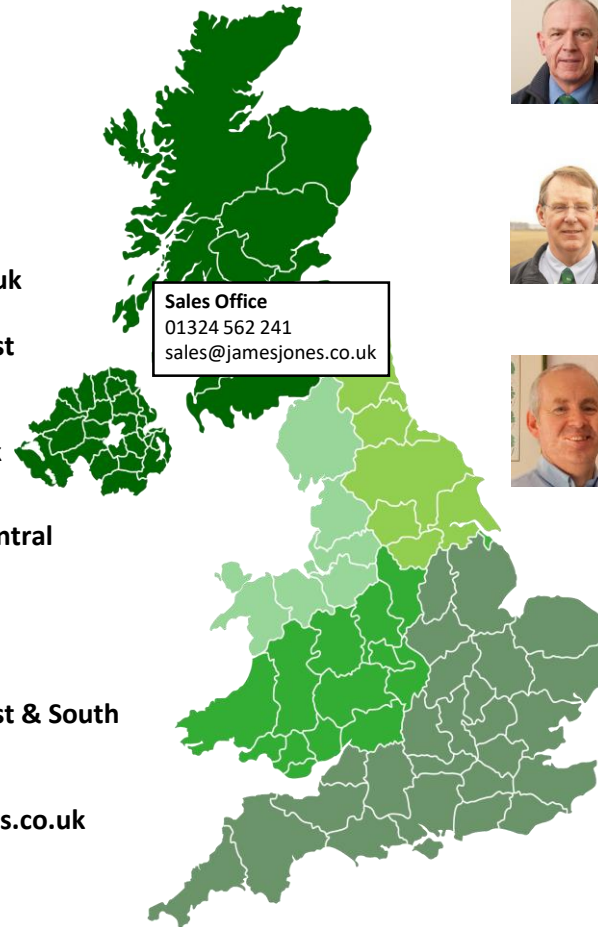 uk
Sales Office
01324 562 241
sales@jamesjones.co.uk
st
ntral
st & South
s.co.uk